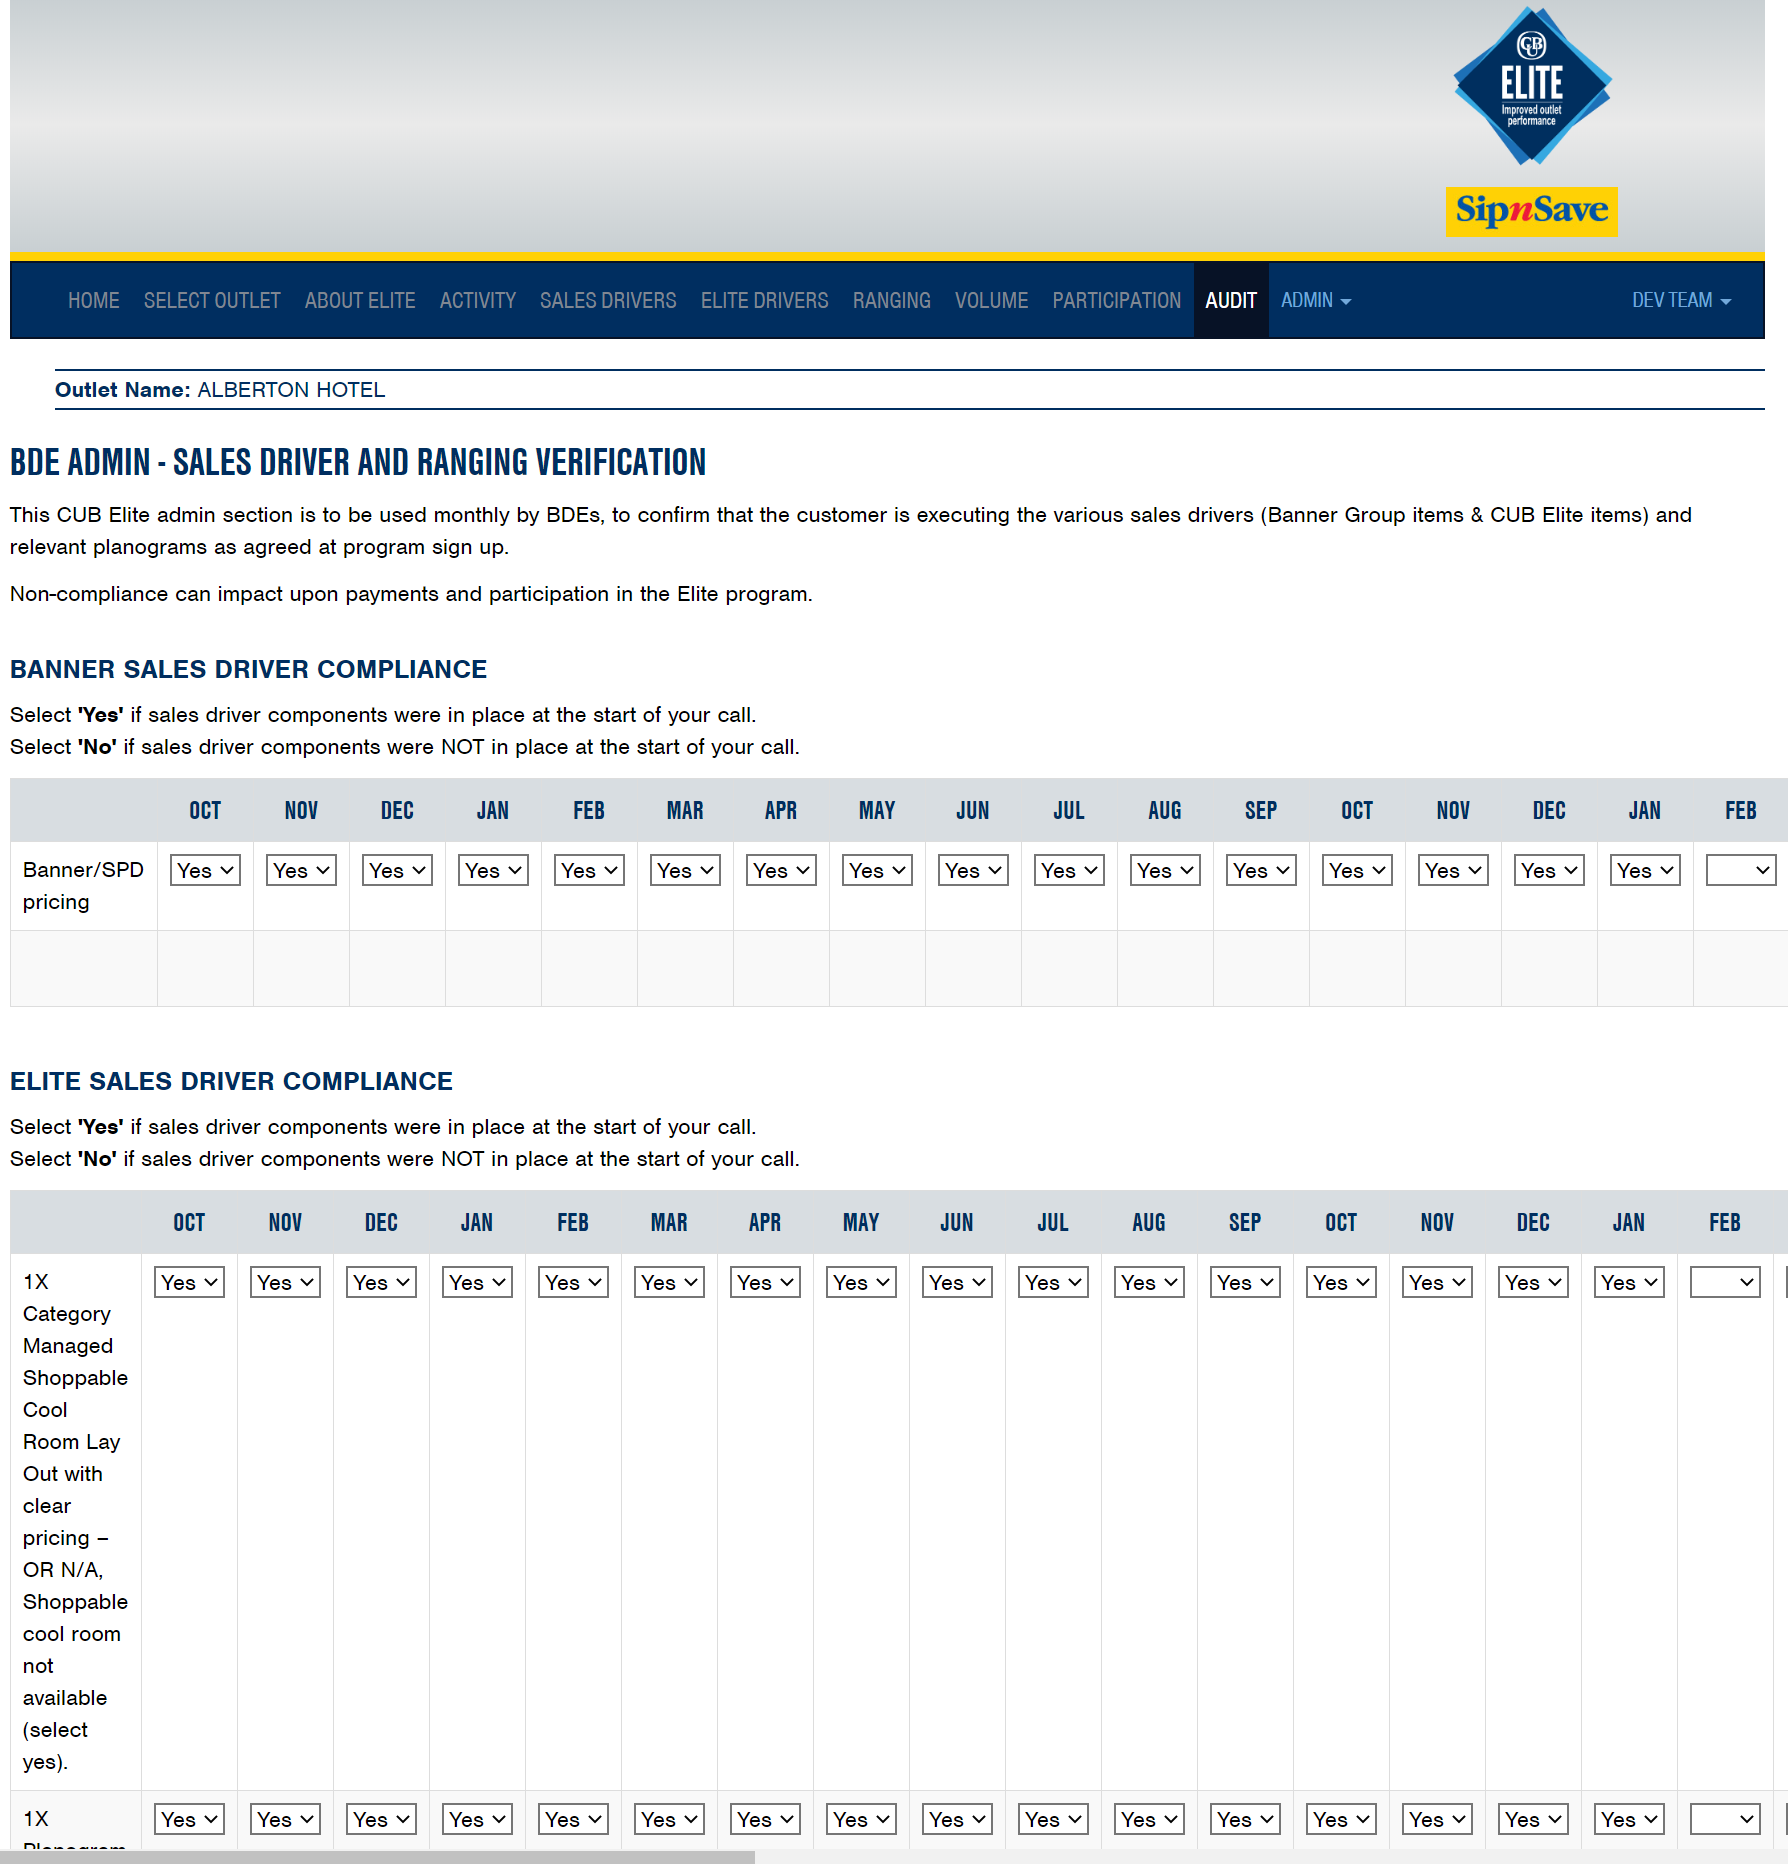 CUB
ELITE
Improved outlet
performance
SipnSave
HOME SELECT OUTLET ABOUT ELITE ACTIVITY SALES DRIVERS ELITE DRIVERS RANGING VOLUME PARTICIPATION AUDIT ADMIN DEV TEAM
Outlet Name: ALBERTON HOTEL
BDE ADMIN - SALES DRIVER AND RANGING VERIFICATION
This CUB Elite admin section is to be used monthly by BDEs, to confirm that the customer is executing the various sales drivers (Banner Group items & CUB Elite items) and
relevant planograms as agreed at program sign up.
Non-compliance can impact upon payments and participation in the Elite program.
BANNER SALES DRIVER COMPLIANCE
Select 'Yes' if sales driver components were in place at the start of your call.
Select 'No' if sales driver components were NOT in place at the start of your call.
OCT NOV DEC JAN FEB MAR APR MAY JUN JUL AUG SEP OCT NOV DEC JAN FEB
Banner/SPD Yes Yes Yes Yes Yes Yes Yes Yes Yes Yes Yes Yes Yes Yes Yes Yes
pricing
ELITE SALES DRIVER COMPLIANCE
Select 'Yes' if sales driver components were in place at the start of your call.
Select 'No' if sales driver components were NOT in place at the start of your call.
OCT NOV DEC JAN FEB MAR APR MAY JUN JUL AUG SEP OCT NOV DEC JAN FEB
1X Yes Yes Yes Yes Yes Yes Yes Yes Yes Yes Yes Yes Yes Yes Yes Yes
Category
Managed
Shoppable
Cool
Room Lay
Out with
clear
pricing –
OR N/A,
Shoppable
cool room
not
available
(select
yes).
1X Yes Yes Yes Yes Yes Yes Yes Yes Yes Yes Yes Yes Yes Yes Yes Yes
Planogram